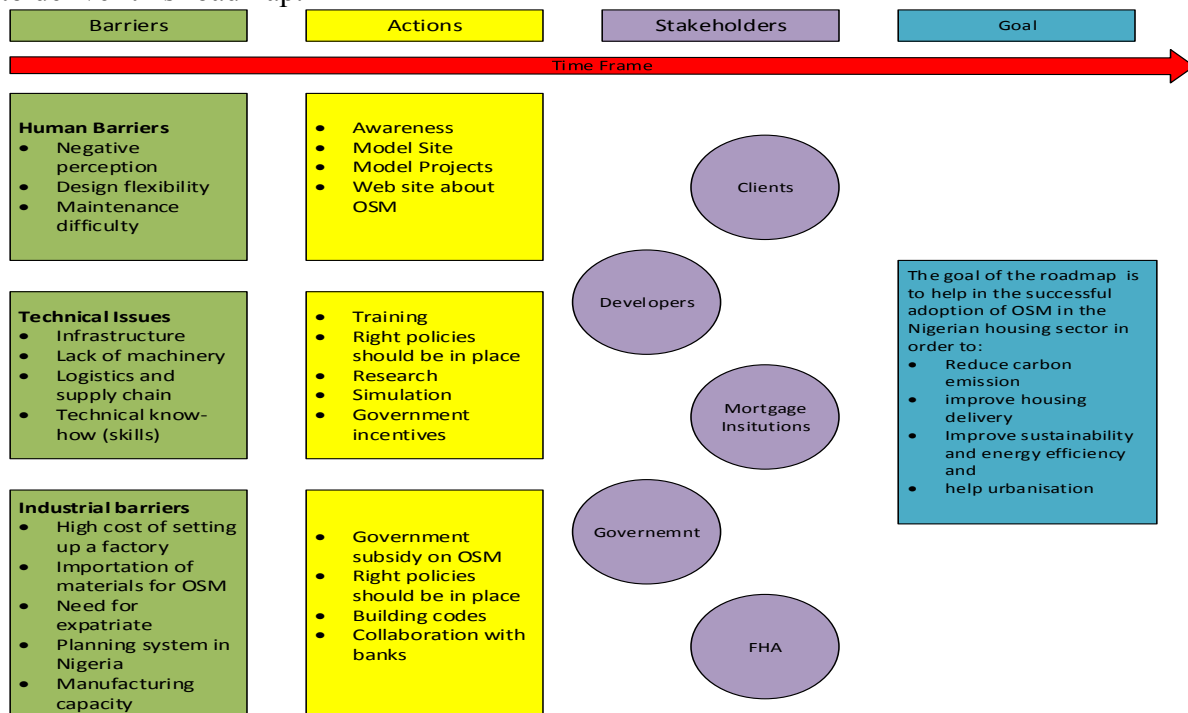 Barriers
Actions
Stakeholders
Goal
Time Frame
Human Barriers
• Negative
perception
• Design flexibility
• Maintenance
difficulty
• Awareness
• Model Site
• Model Projects
• Web site about
OSM
Technical Issues
• Infrastructure
• Lack of machinery
• Logistics and
supply chain
• Technical know-
how (skills)
• Training
• Right policies
should be in place
• Research
• Simulation
• Government
incentives
Industrial barriers
• High cost of setting
up a factory
• Importation of
materials for OSM
• Need for
expatriate
• Planning system in
Nigeria
• Manufacturing
capacity
• Government
subsidy on OSM
• Right policies
should be in place
• Building codes
• Collaboration with
banks
Clients
Developers
Mortgage
Insitutions
Governemnt
FHA
The goal of the roadmap is
to help in the successful
adoption of OSM in the
Nigerian housing sector in
order to:
• Reduce carbon
emission
• improve housing
delivery
• Improve sustainability
and energy efficiency
and
• help urbanisation